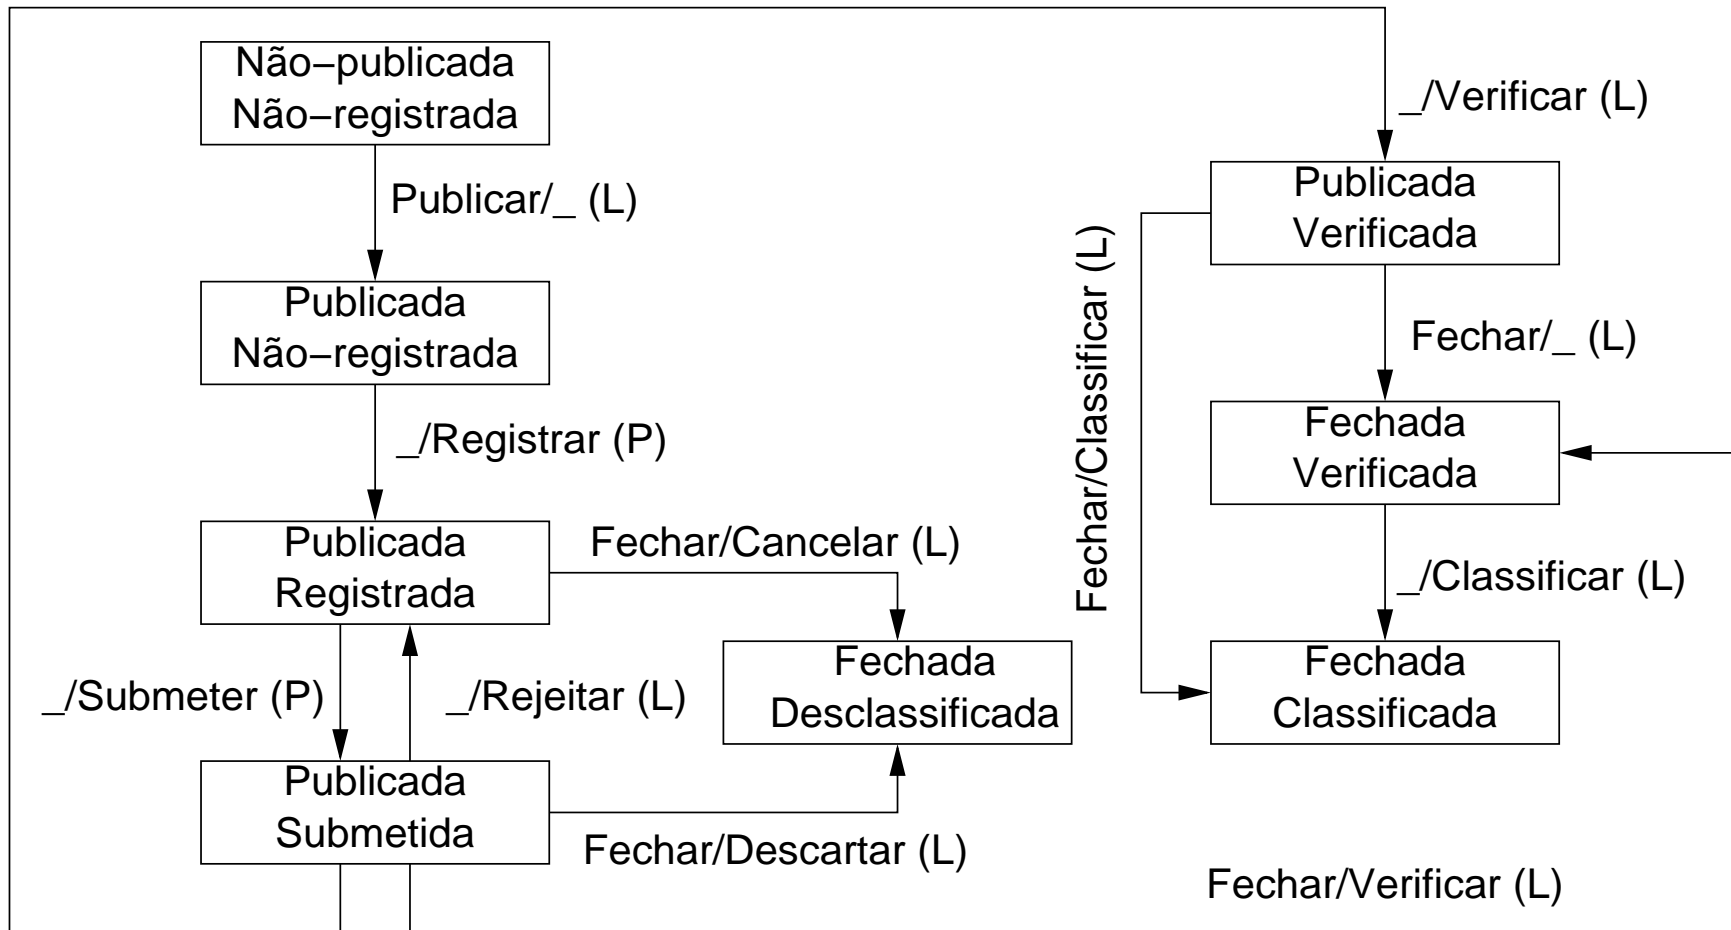 Não–publicada
Não–registrada
Publicar/_ (L)
Publicada
Não–registrada
_/Registrar (P)
Publicada
Registrada
Fechar/Cancelar (L)
_/Submeter (P)
_/Rejeitar (L)
Fechada
Desclassificada
Publicada
Submetida
Fechar/Descartar (L)
_/Verificar (L)
Publicada
Verificada
Fechar/Classificar (L)
Fechar/_ (L)
Fechada
Verificada
_/Classificar (L)
Fechada
Classificada
Fechar/Verificar (L)